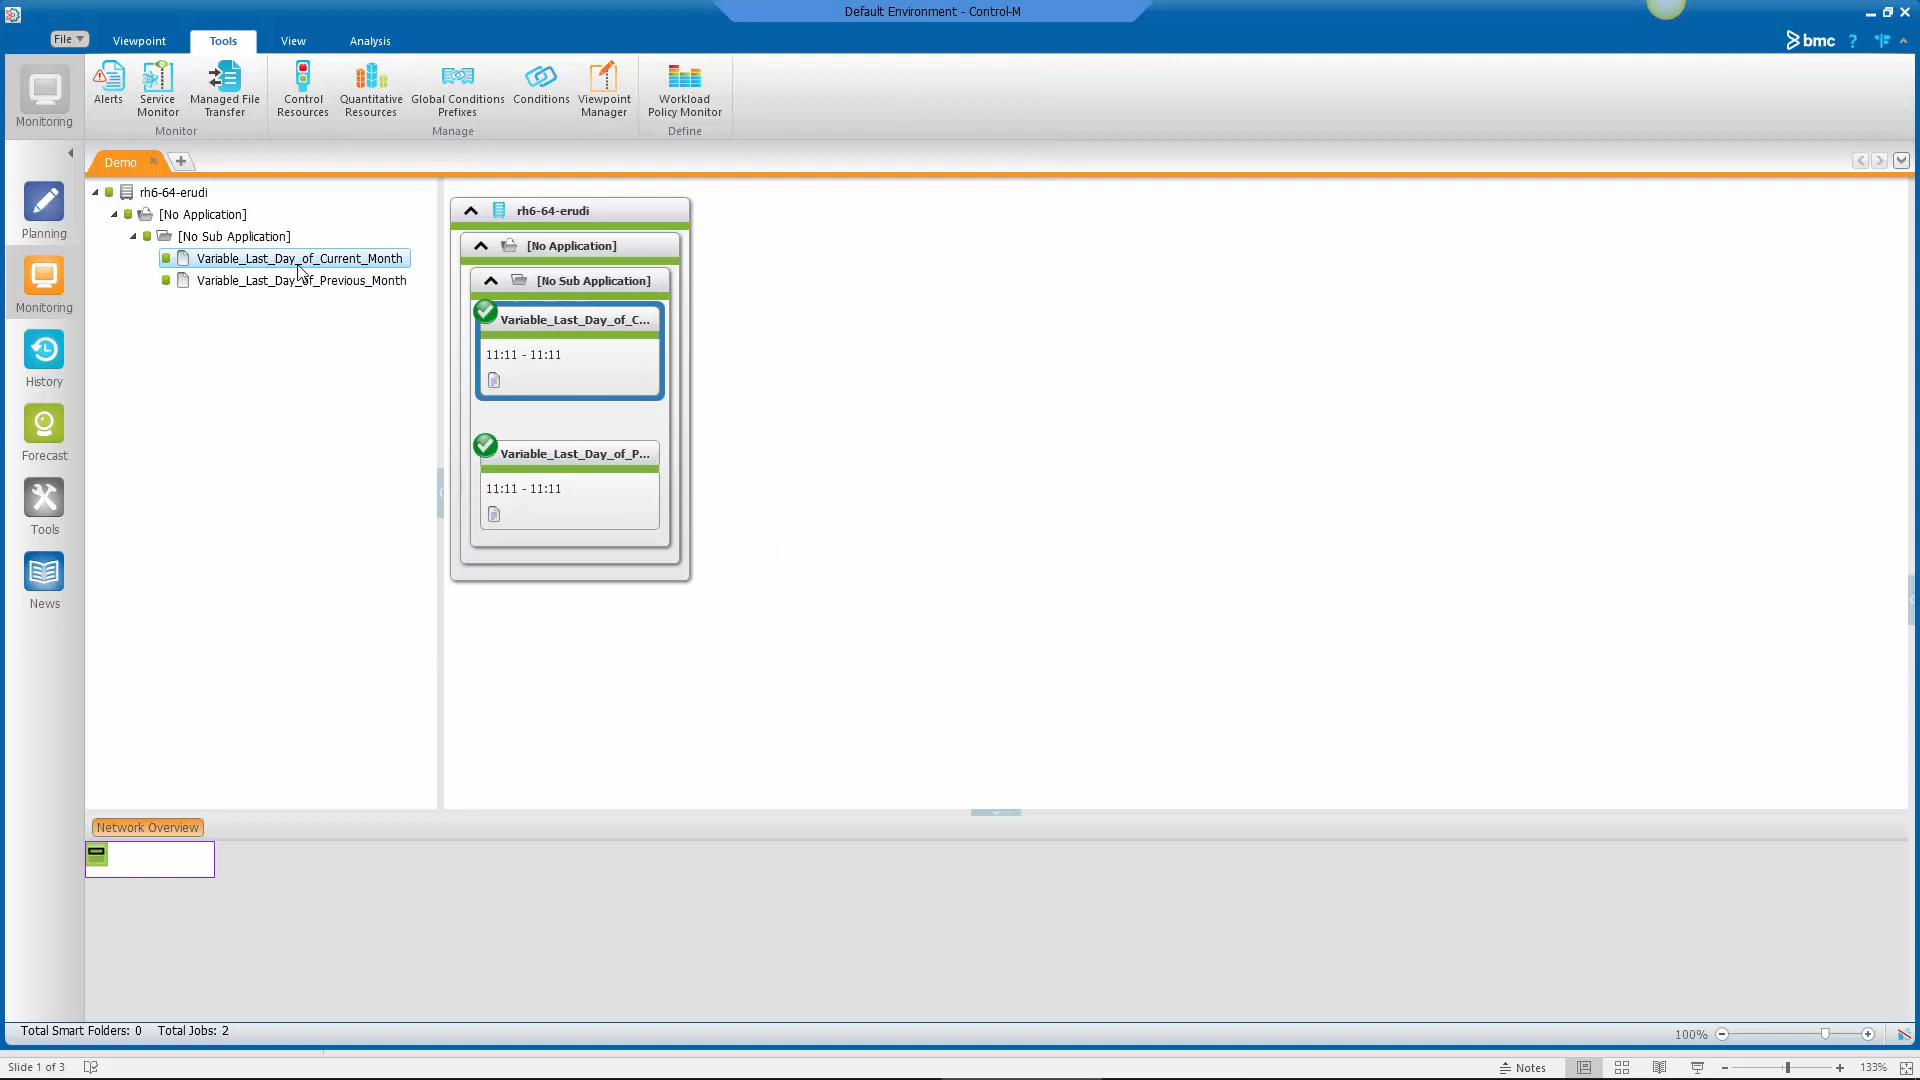 Default Environment - Control-M
File
Viewpoint
Tools
View
Analysis
bmc
?
Monitoring
Alerts
Service
Monitor
Managed File
Transfer
Monitor
Control
Resources
Quantitative
Resources
Global Conditions
Prefixes
Conditions
Viewpoint
Manager
Manage
Workload
Policy Monitor
Define
Demo
Planning
Monitoring
History
Forecast
Tools
News
rh6-64-erudi
[No Application]
[No Sub Application]
Variable_Last_Day_of_Current_Month
Variable_Last_Day_of_Previous_Month
rh6-64-erudi
[No Application]
[No Sub Application]
Variable_Last_Day_of_C...
11:11 - 11:11
Variable_Last_Day_of_P...
11:11 - 11:11
Network Overview
Total Smart Folders: 0 Total Jobs: 2
100%
Slide 1 of 3
Notes
133%